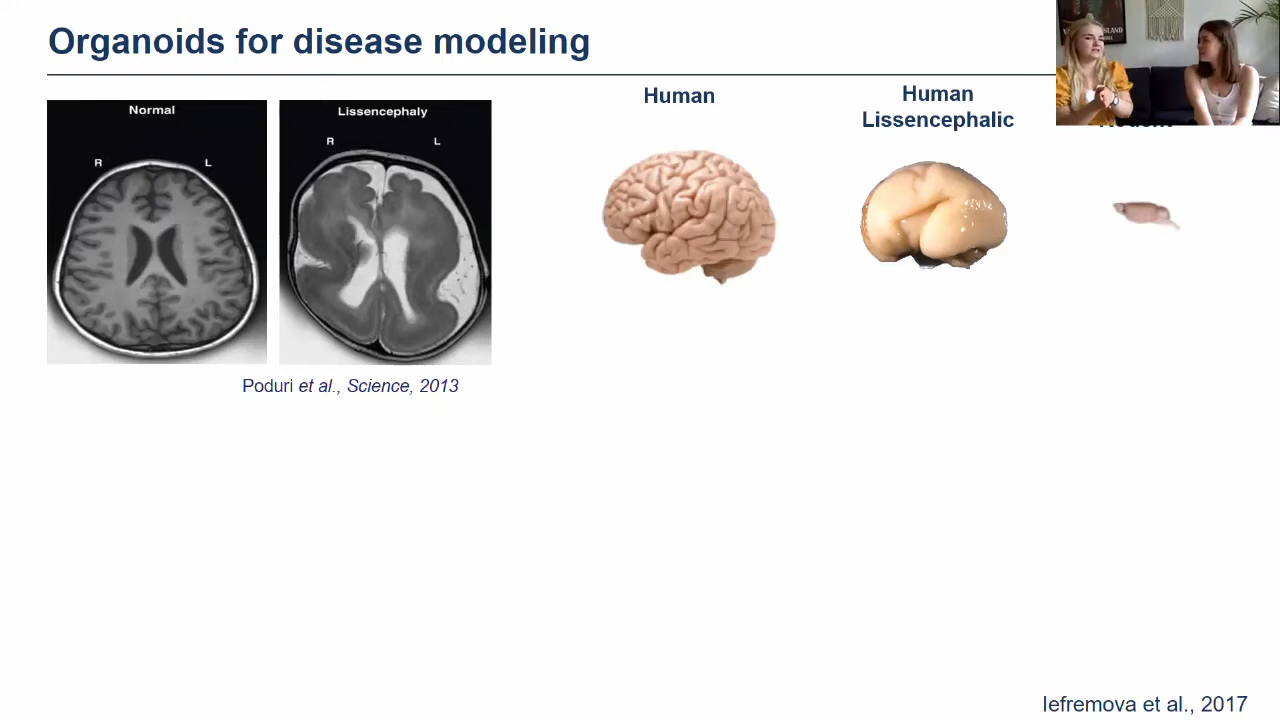 Organoids for disease modeling
Normal
R L
Lissencephaly
R L
Poduri et al., Science, 2013
Human
Human
Lissencephalic
Iefremova et al., 2017